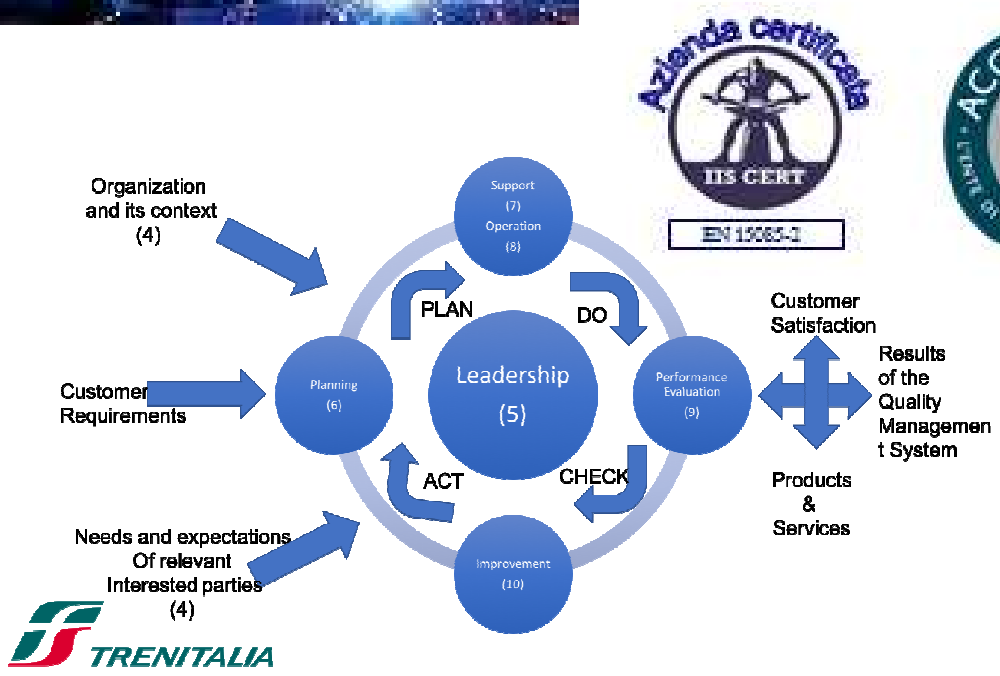 Azienda certificata
IIS CERT
EN 15085-2
Organization
and its context
(4)
Support
(7)
Operation
(8)
PLAN
DO
Customer
Satisfaction
Leadership
(5)
Planning
(6)
Performance
Evaluation
(9)
Results
of the
Quality
Managemen
t System
Customer
Requirements
ACT
CHECK
Products
&
Services
Needs and expectations
Of relevant
Interested parties
(4)
Improvement
(10)
TRENITALIA